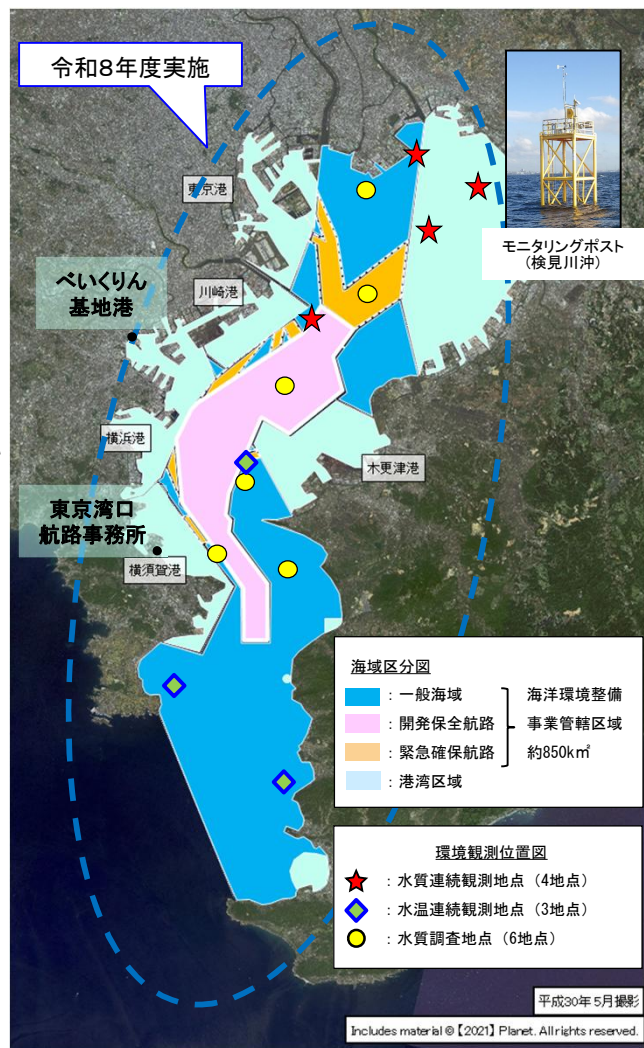 令和8年度実施
東京港
モニタリングポスト
(検見川沖)
川崎港
べいくりん
基地港
横浜港
木更津港
東京湾口
航路事務所
横須賀港
海域区分図
：一般海域
：開発保全航路
：緊急確保航路
：港湾区域
海洋環境整備
事業管轄区域
約850k㎡
環境観測位置図
：水質連続観測地点（4地点）
：水温連続観測地点（3地点）
：水質調査地点（6地点）
平成30年5月撮影
Includes material ©【2021】Planet. All rights reserved.